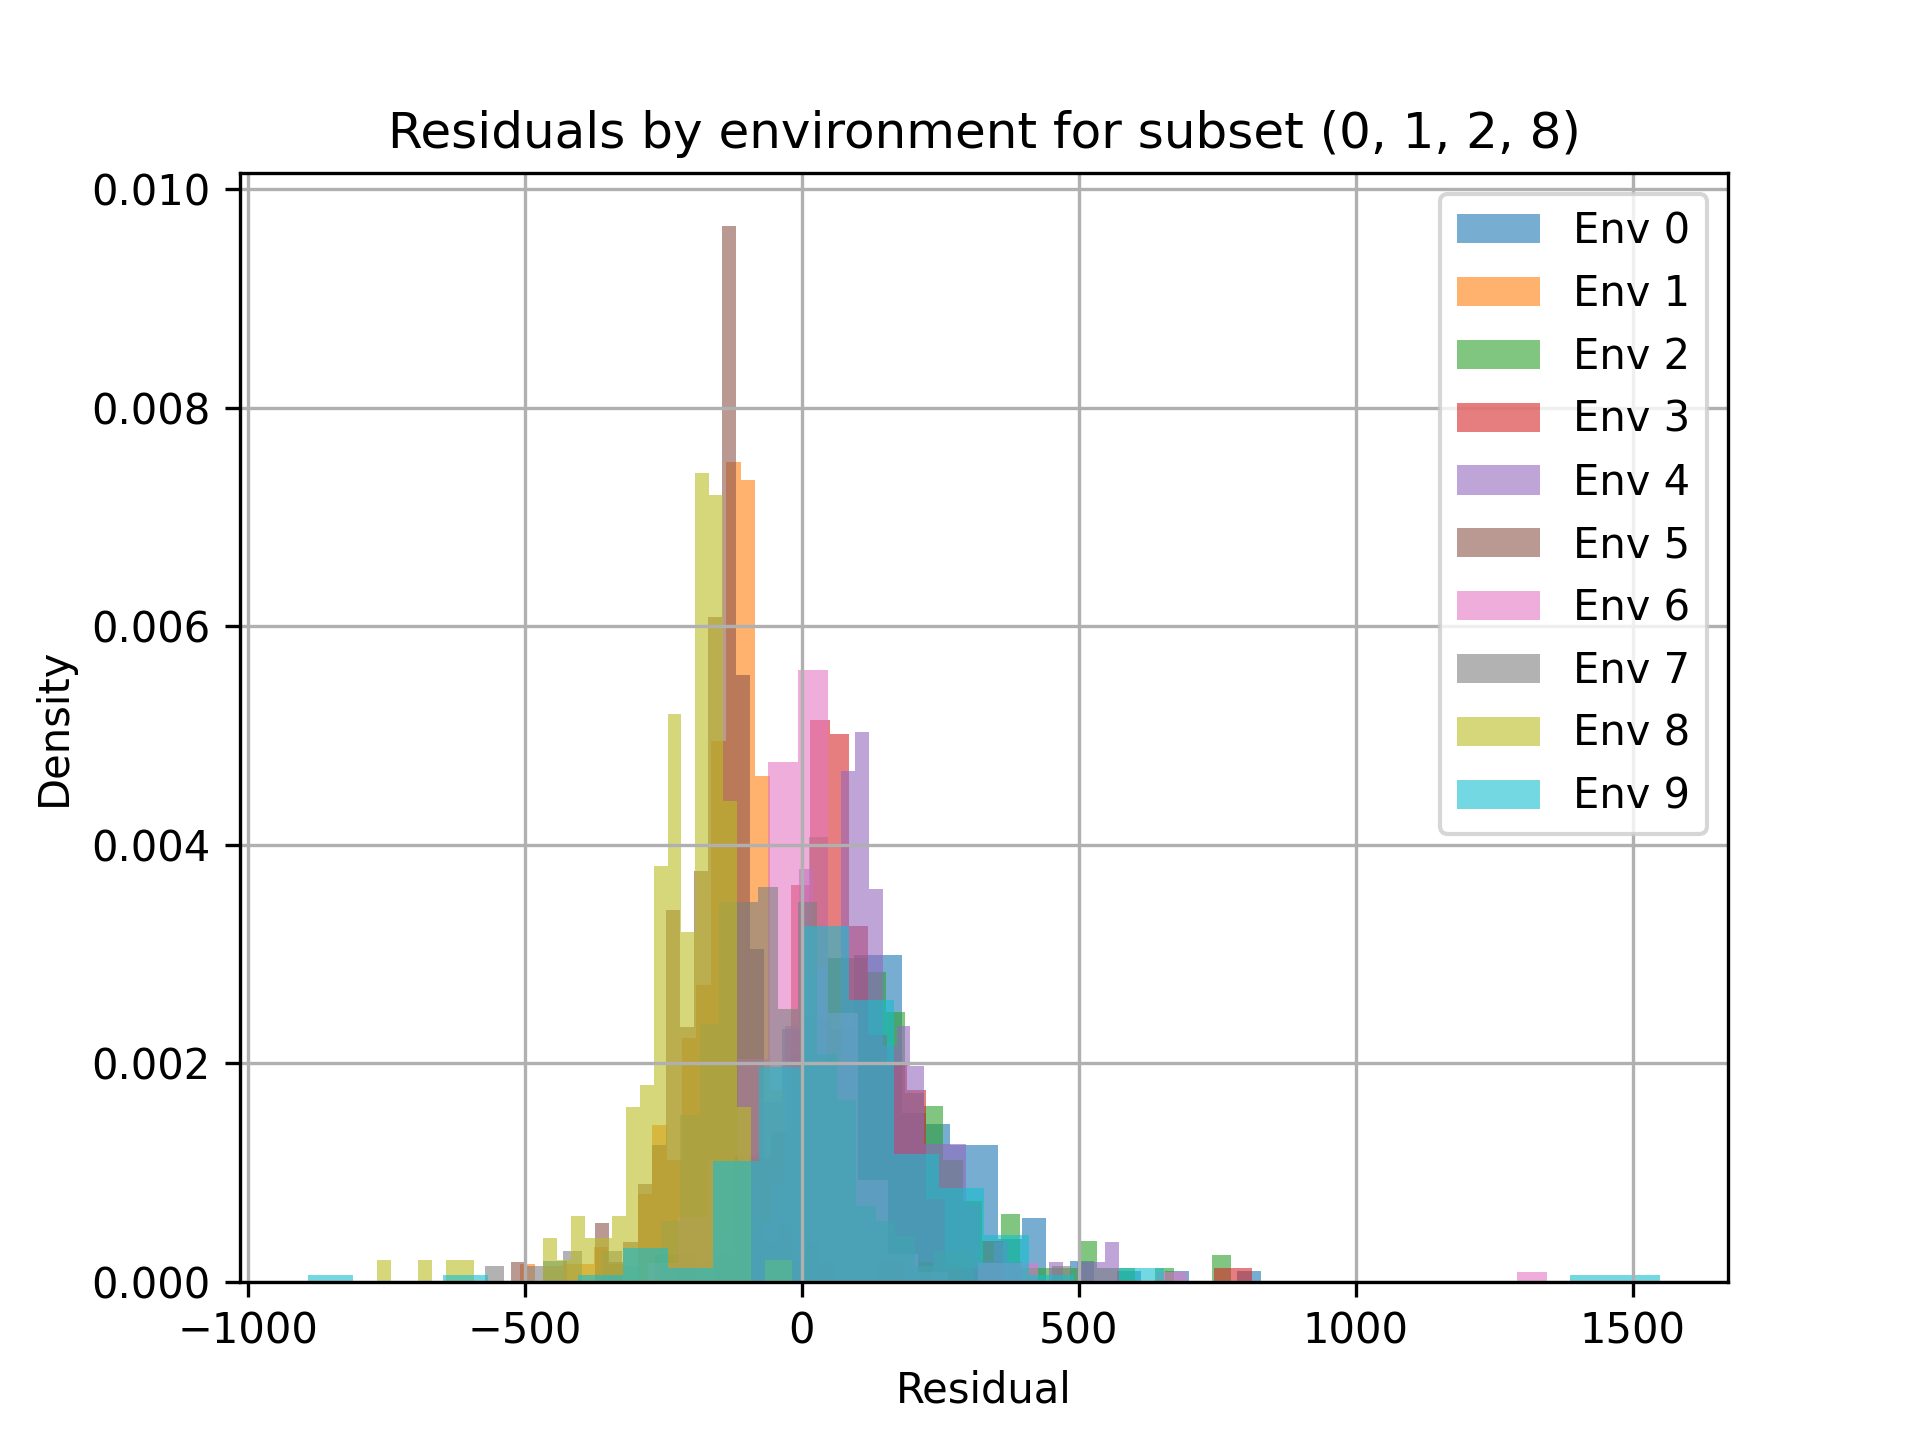 Residuals by environment for subset (0, 1, 2, 8)
0.010
0.008
0.006
0.004
0.002
0.000
Density
Env 0
Env 1
Env 2
Env 3
Env 4
Env 5
Env 6
Env 7
Env 8
Env 9
−1000
−500
0
500
1000
1500
Residual